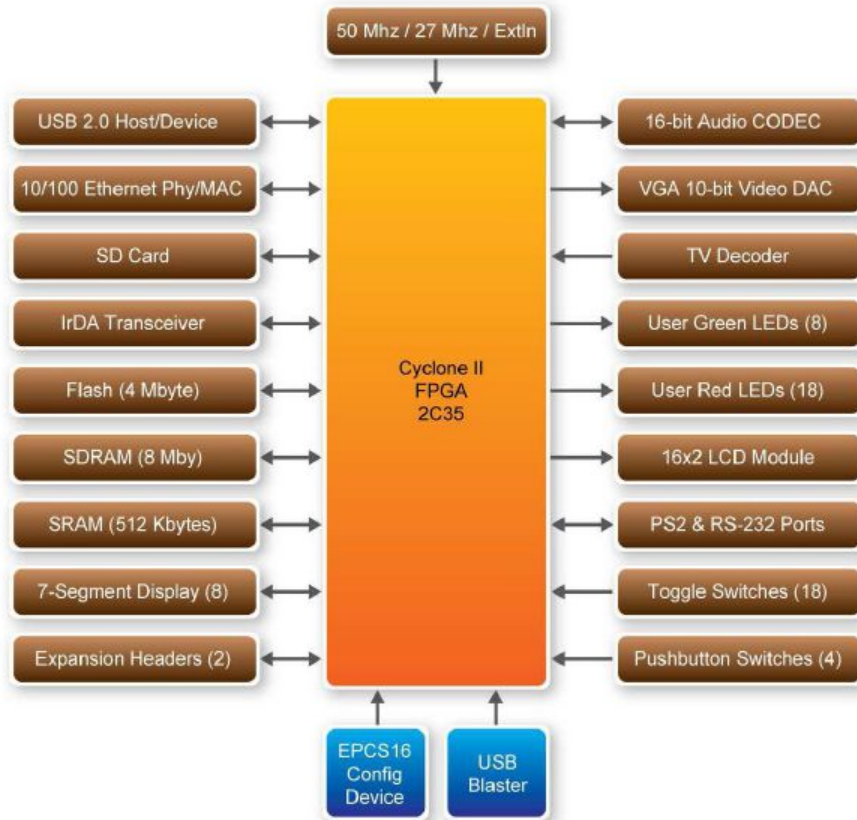 50 Mhz / 27 Mhz / ExtIn
USB 2.0 Host/Device
10/100 Ethernet Phy/MAC
SD Card
IrDA Transceiver
Flash (4 Mbyte)
SDRAM (8 Mby)
SRAM (512 Kbytes)
7-Segment Display (8)
Expansion Headers (2)
Cyclone II
FPGA
2C35
16-bit Audio CODEC
VGA 10-bit Video DAC
TV Decoder
User Green LEDs (8)
User Red LEDs (18)
16x2 LCD Module
PS2 & RS-232 Ports
Toggle Switches (18)
Pushbutton Switches (4)
EPCS16
Config
Device
USB
Blaster